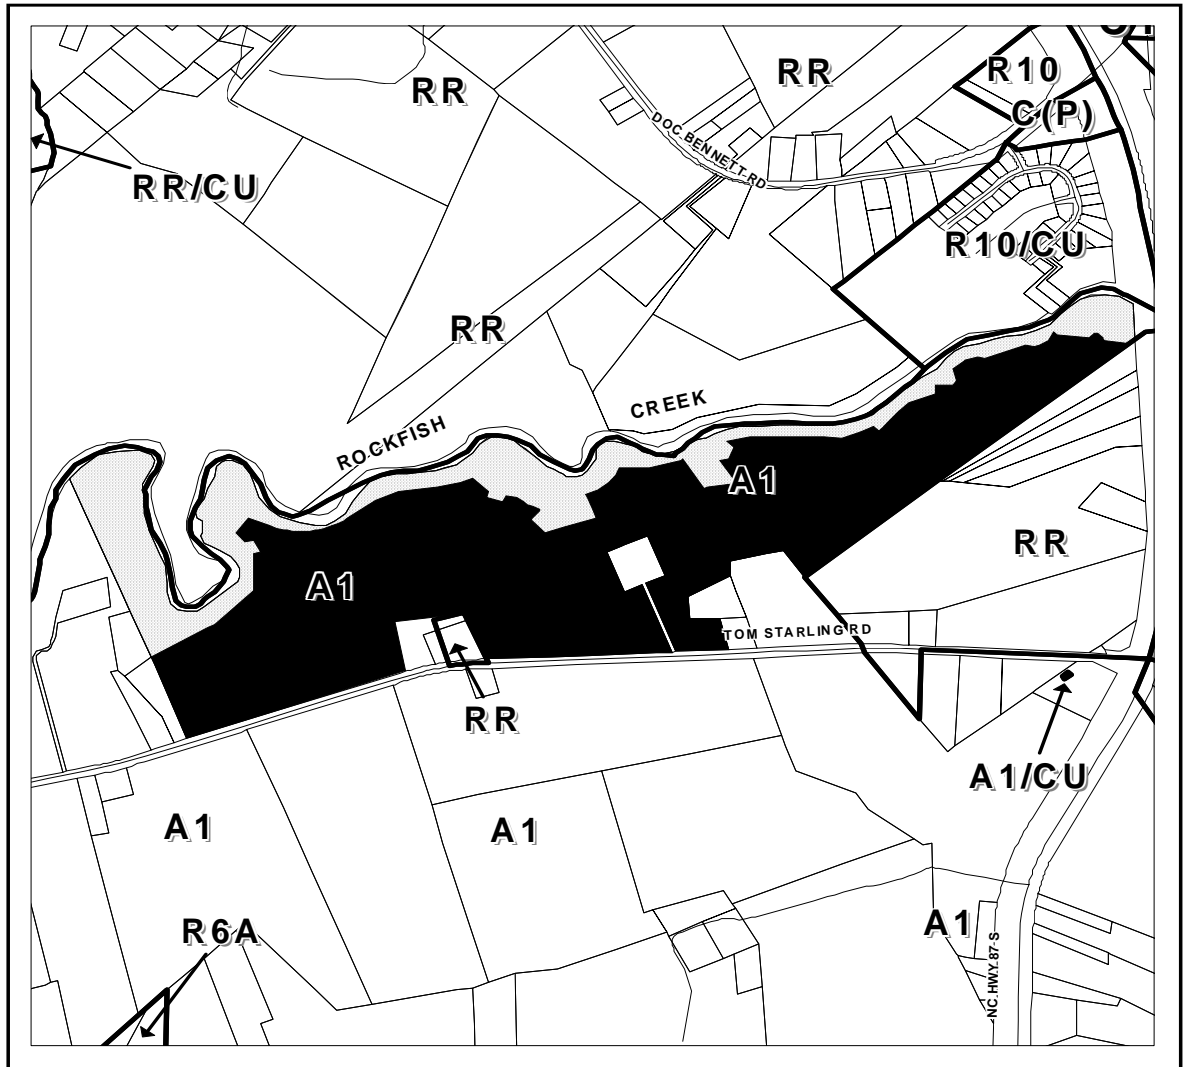 R10
RR
RR
C(P)
DOC BENNETT RD
RR/CU
R10/CU
RR
CREEK
ROCKFISH
A1
RR
A1
TOM STARLING RD
RR
A1/CU
A1
A1
A1
R6A
NC HWY 87 S